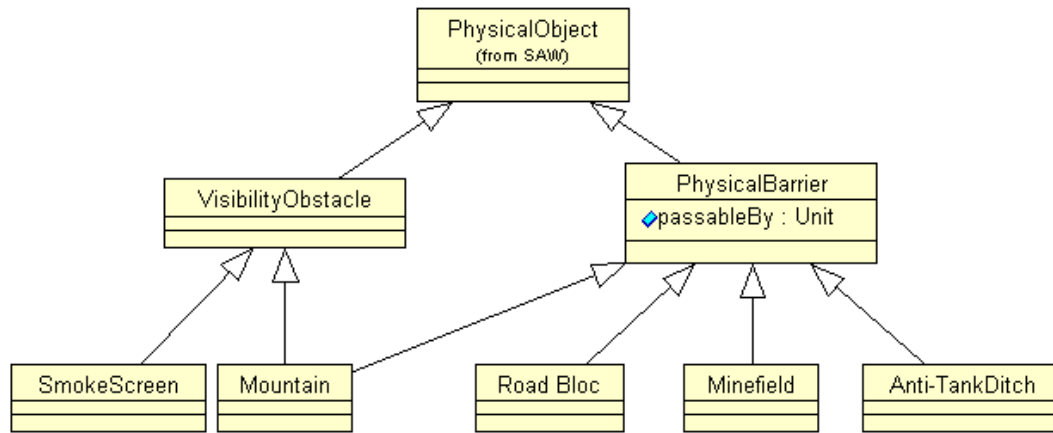 PhysicalObject
(from SAW)
VisibilityObstacle
PhysicalBarrier
passableBy : Unit
SmokeScreen
Mountain
Road Bloc
Minefield
Anti-TankDitch